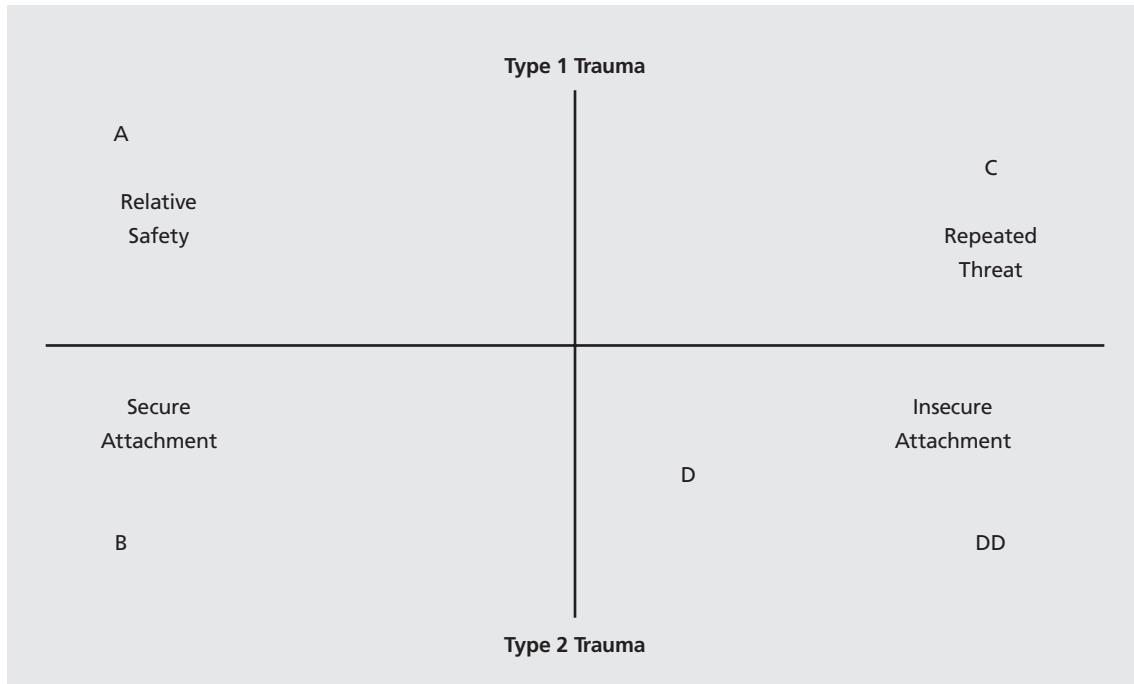 Type 1 Trauma
A
C
Relative
Safety
Repeated
Threat
Secure
Attachment
Insecure
Attachment
D
B
DD
Type 2 Trauma